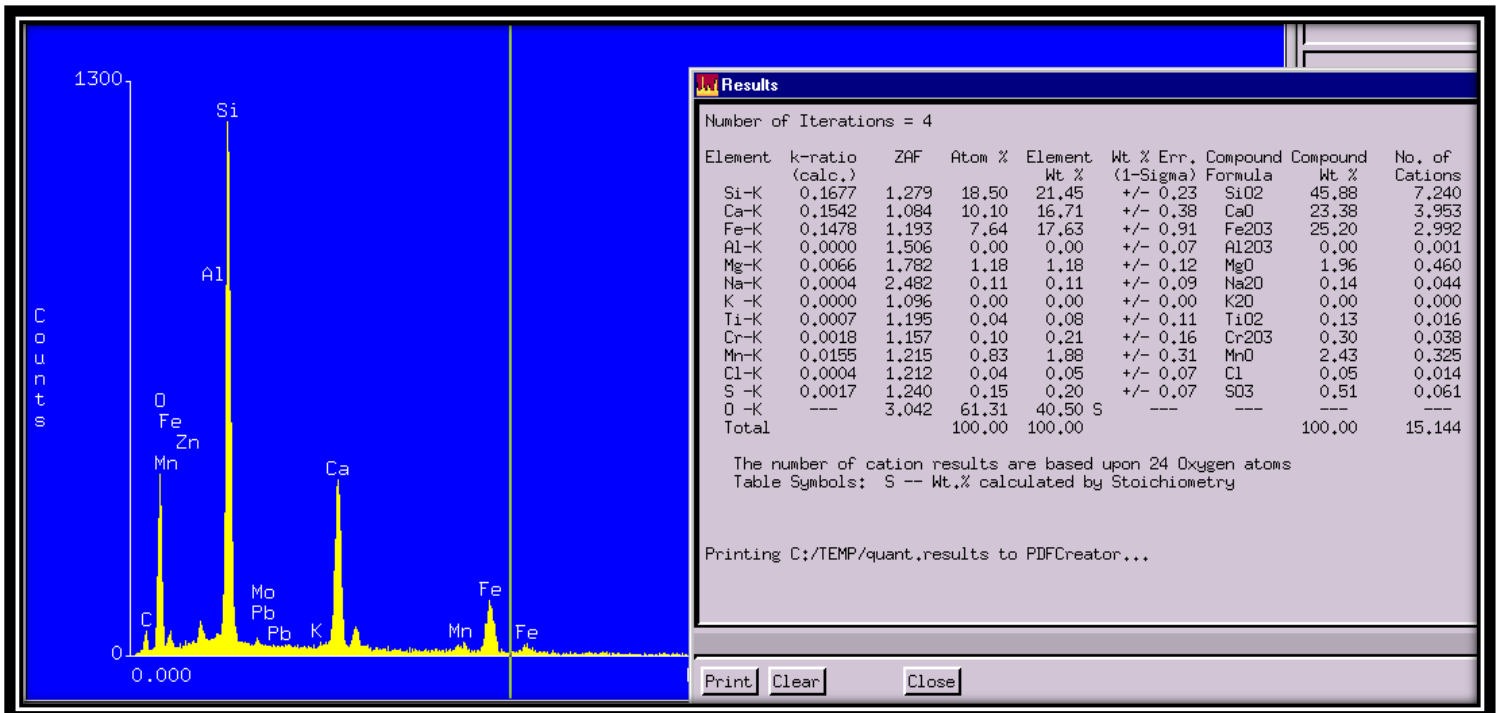 1300
Si
Al
Counts
O
Fe
Zn
Mn
Ca
Mo
Pb
Pb
C
K
Mn
Fe
Fe
0
0.000
Results
Number of Iterations = 4
Element k-ratio ZAF Atom % Element Wt % Err. Compound Compound No. of
(calc.) Wt % (1-Sigma) Formula Wt % Cations
Si-K 0.1677 1.279 18.50 21.45 +/- 0.23 SiO2 45.88 7.240
Ca-K 0.1542 1.084 10.10 16.71 +/- 0.38 CaO 23.38 3.953
Fe-K 0.1478 1.193 7.64 17.63 +/- 0.91 Fe2O3 25.20 2.992
Al-K 0.0000 1.506 0.00 0.00 +/- 0.07 Al2O3 0.00 0.001
Mg-K 0.0066 1.782 1.18 1.18 +/- 0.12 MgO 1.96 0.460
Na-K 0.0004 2.482 0.11 0.11 +/- 0.09 Na2O 0.14 0.044
K -K 0.0000 1.096 0.00 0.00 +/- 0.00 K2O 0.00 0.000
Ti-K 0.0007 1.195 0.04 0.08 +/- 0.11 TiO2 0.13 0.016
Cr-K 0.0018 1.157 0.10 0.21 +/- 0.16 Cr2O3 0.30 0.038
Mn-K 0.0155 1.215 0.83 1.88 +/- 0.31 MnO 2.43 0.325
Cl-K 0.0004 1.212 0.04 0.05 +/- 0.07 Cl 0.05 0.014
S -K 0.0017 1.240 0.15 0.20 +/- 0.07 SO3 0.51 0.061
O -K --- 3.042 61.31 40.50 S --- --- --- ---
Total 100.00 100.00 100.00 15.144
The number of cation results are based upon 24 Oxygen atoms
Table Symbols: S -- Wt.% calculated by Stoichiometry
Printing C:/TEMP/quant.results to PDFCreator...
Print Clear Close